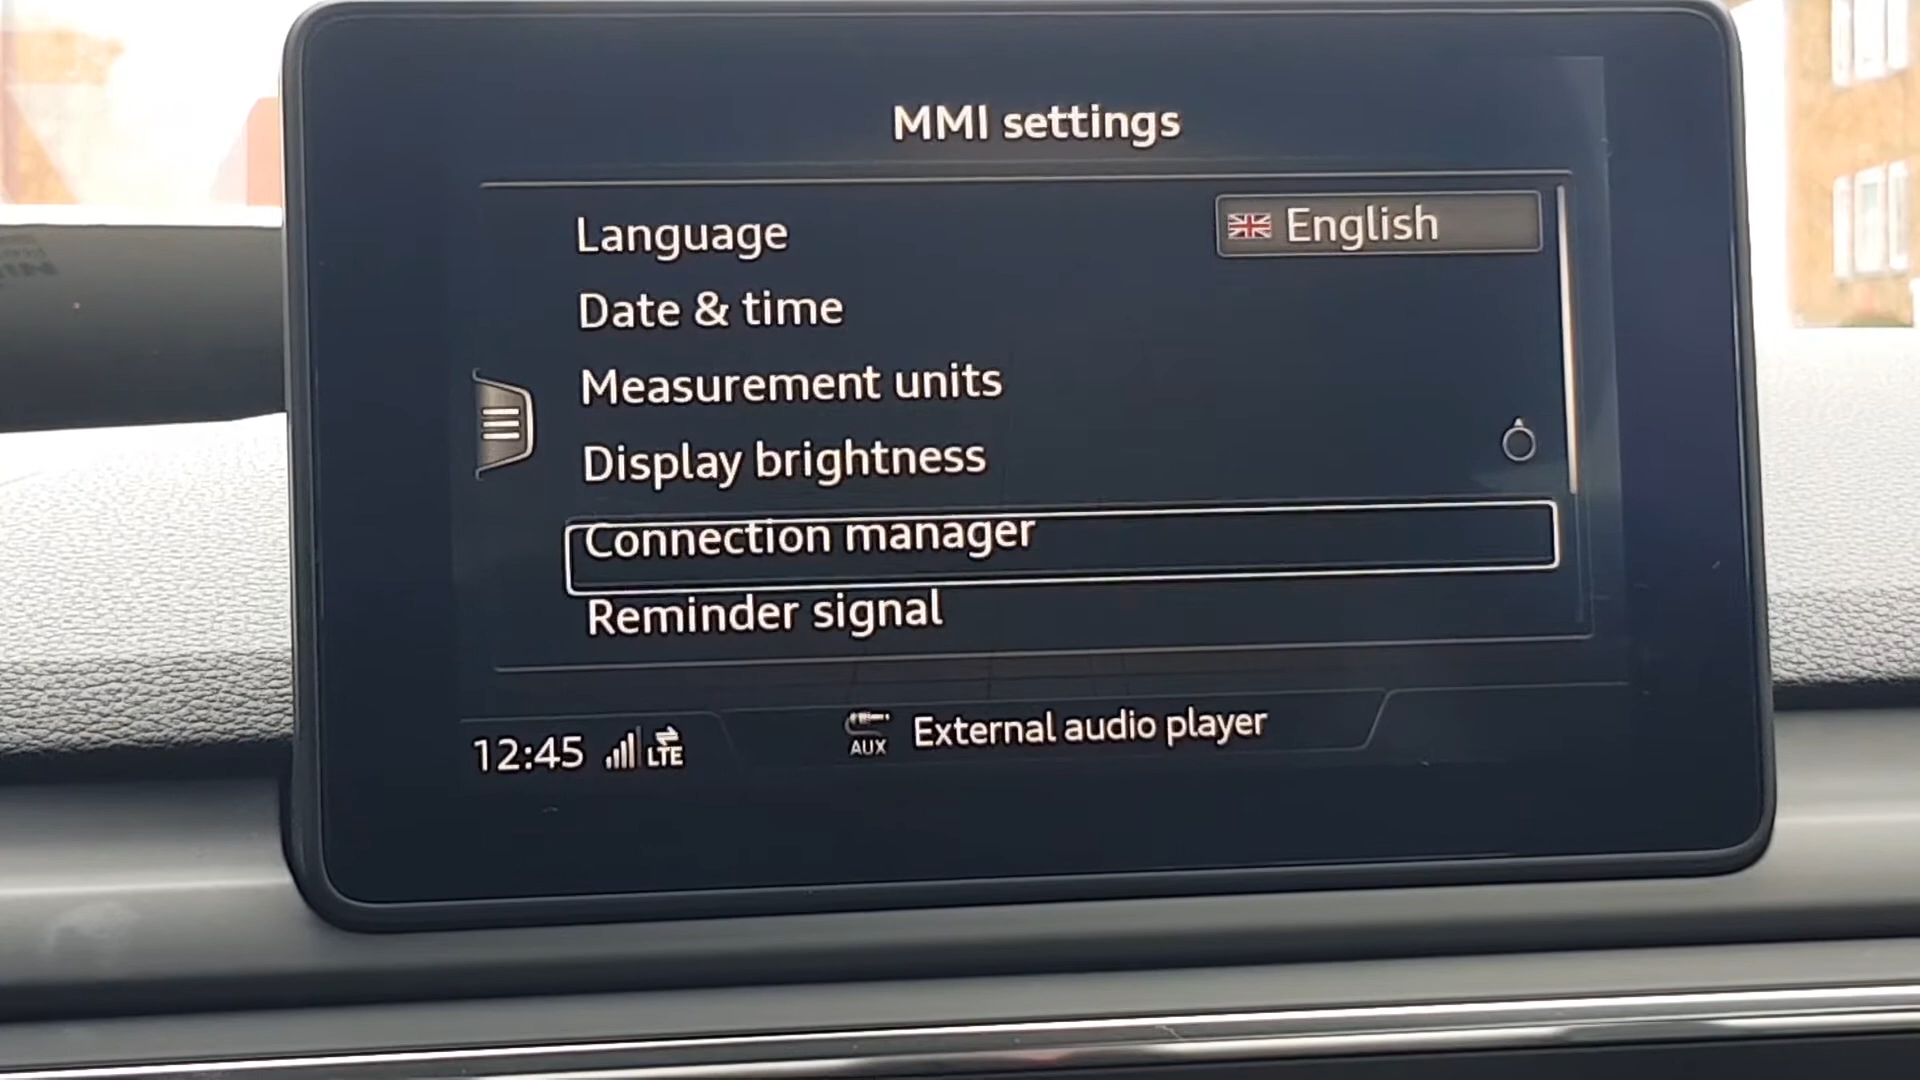 MMI settings
Language
English
Date & time
Measurement units
Display brightness
Connection manager
Reminder signal
12:45 LTE
AUX External audio player